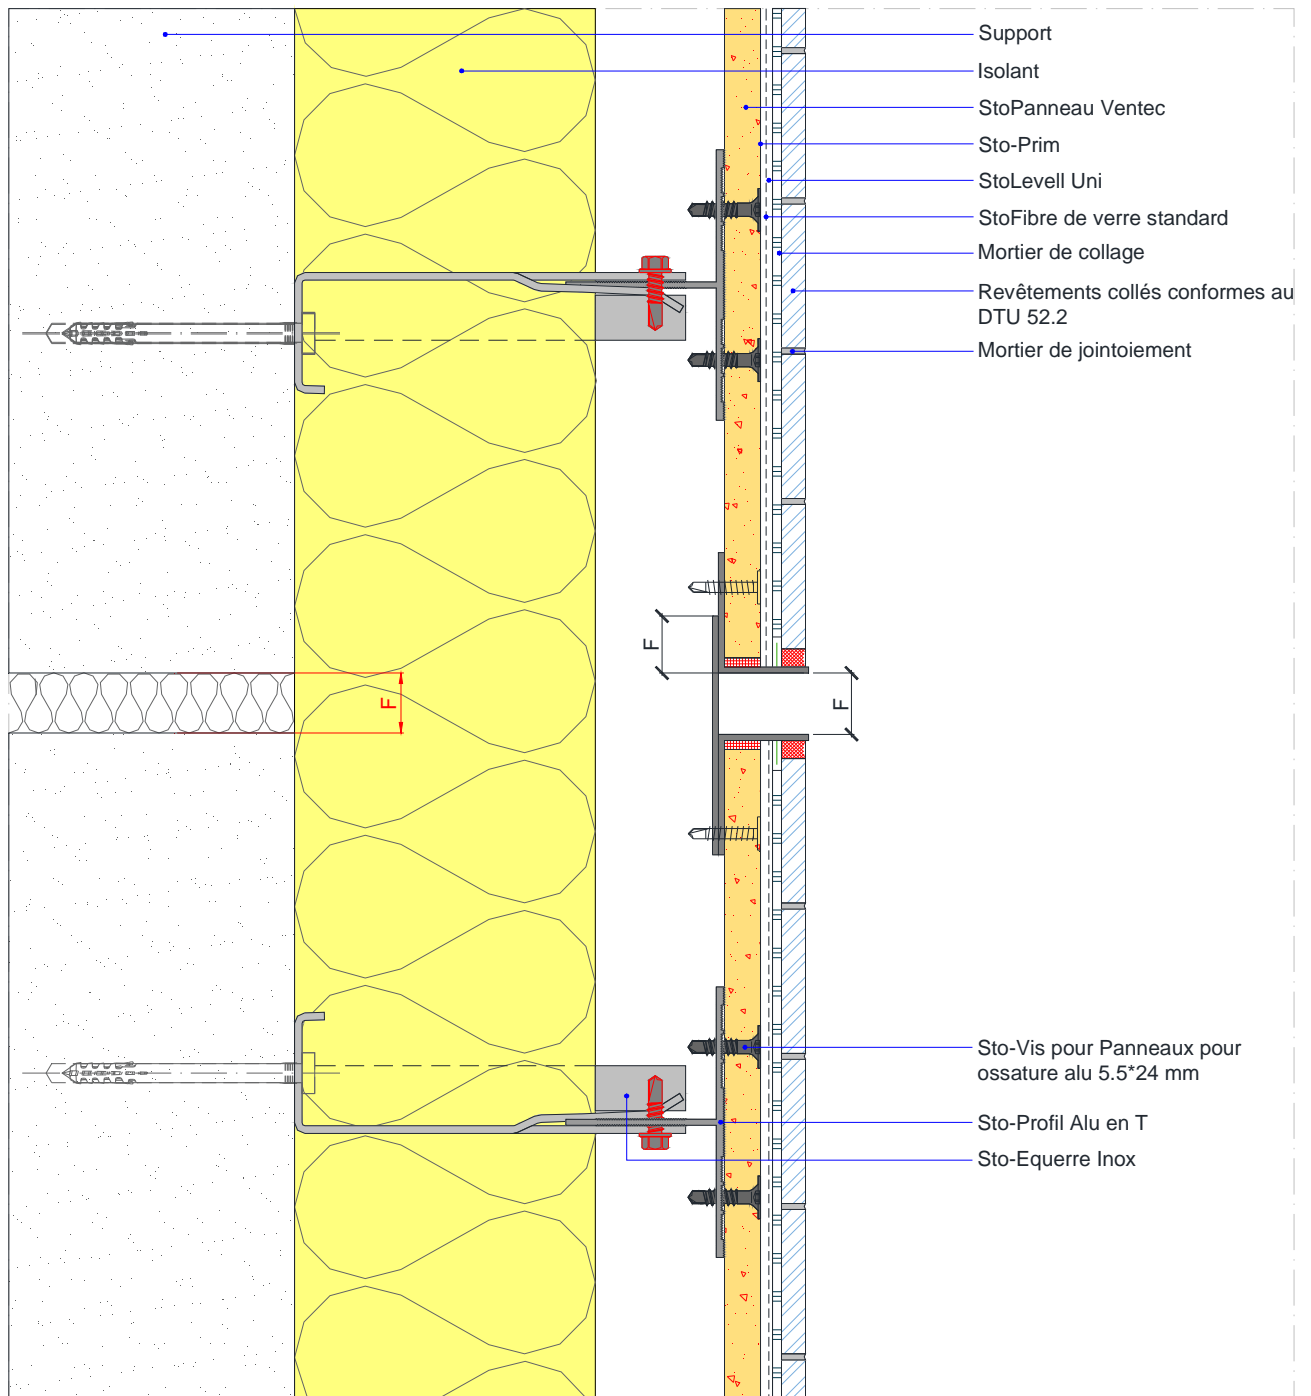 Support
Isolant
StoPanneau Ventec
Sto-Prim
StoLevell Uni
StoFibre de verre standard
Mortier de collage
Revêtements collés conformes au
DTU 52.2
Mortier de jointoiement
F
F
F
Sto-Vis pour Panneaux pour
ossature alu 5.5*24 mm
Sto-Profil Alu en T
Sto-Equerre Inox